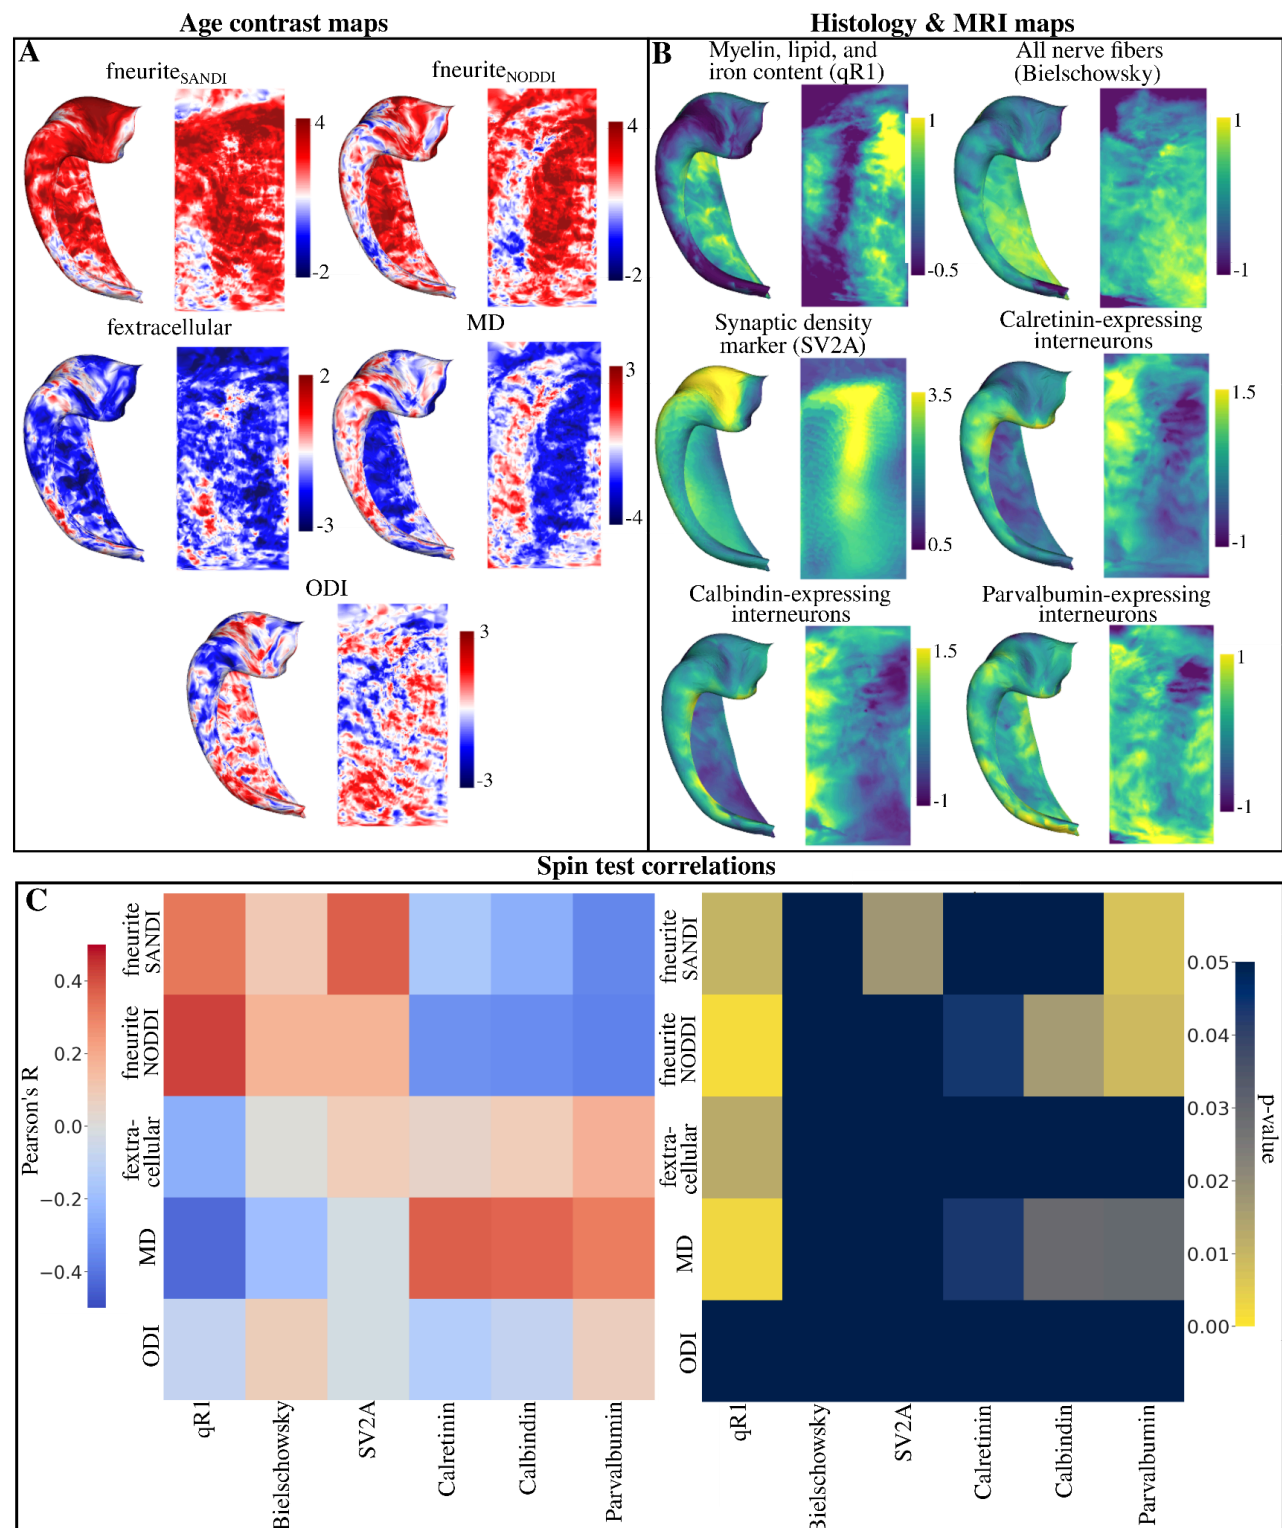 Age contrast maps
Histology & MRI maps
A
fneuriteSANDI
fneuriteNODDI
4
-2
4
-2
fextracellular
MD
2
-3
3
-4
ODI
3
-3
B
Myelin, lipid, and
iron content (qR1)
All nerve fibers
(Bielschowsky)
1
-0.5
1
-1
Synaptic density
marker (SV2A)
Calretinin-expressing
interneurons
3.5
0.5
1.5
-1
Calbindin-expressing
interneurons
Parvalbumin-expressing
interneurons
1.5
-1
1
-1
Spin test correlations
C
Pearson's R
0.4
0.2
0.0
−0.2
−0.4
fneurite
SANDI
fneurite
NODDI
fextra-
cellular
MD
ODI
qR1
Bielschowsky
SV2A
Calretinin
Calbindin
Parvalbumin
fneurite
SANDI
fneurite
NODDI
fextra-
cellular
MD
ODI
qR1
Bielschowsky
SV2A
Calretinin
Calbindin
Parvalbumin
0.05
0.04
0.03
0.02
0.01
0.00
p-value